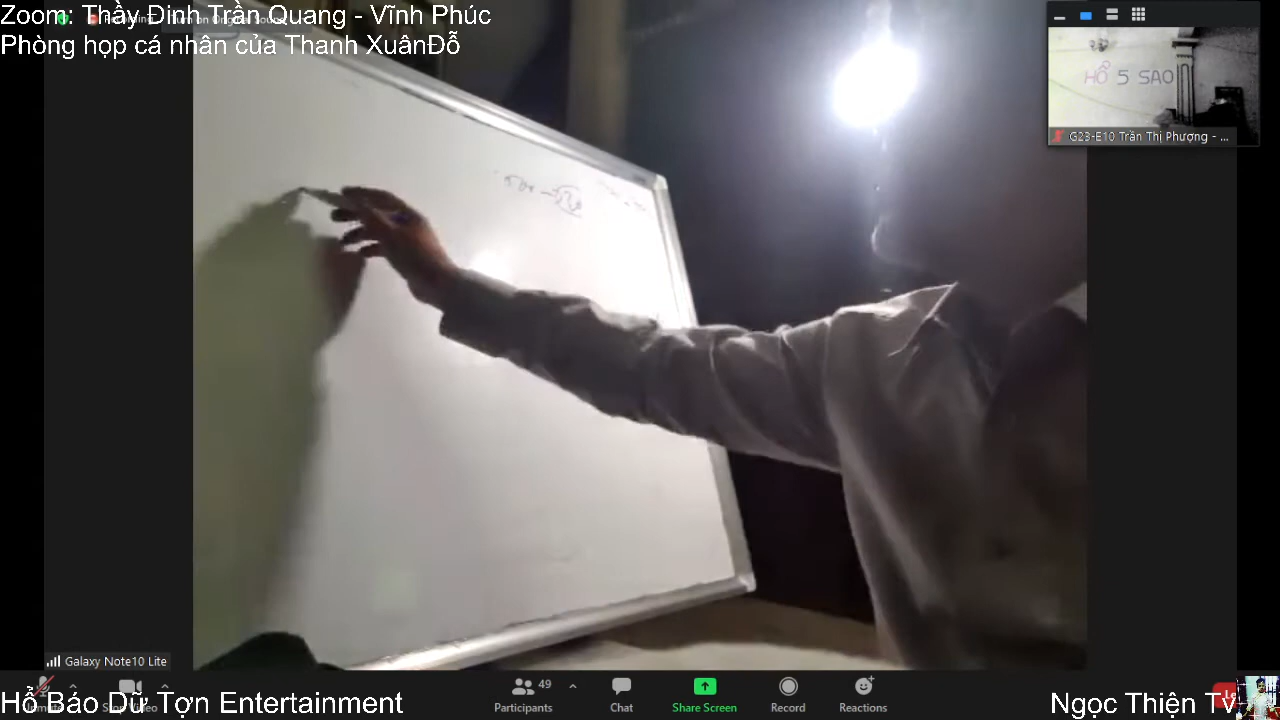 Zoom: Thầy Đinh Trần Quang - Vĩnh Phúc
Phòng họp cá nhân của Thanh XuânĐỗ
HỔ 5 SAO
G23-E10 Trần Thị Phượng - ...
Galaxy Note10 Lite
49
Participants
Chat
Share Screen
Record
Reactions
Hổ Báo Dữ Tợn Entertainment
Ngọc Thiện Tv